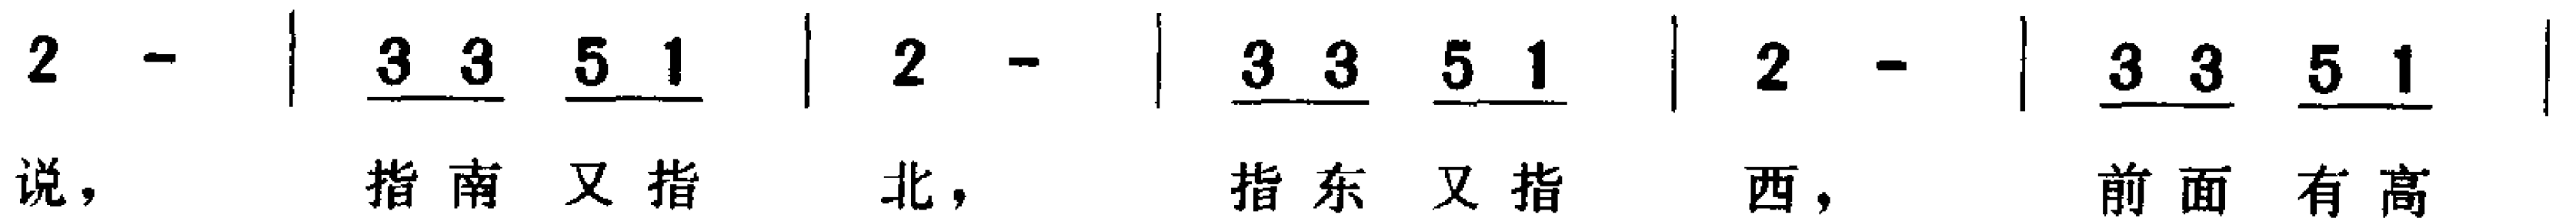 2 - | 3 3 5 1 | 2 - | 3 3 5 1 | 2 - | 3 3 5 1 |
说， 指南又指 北， 指东又指 西， 前面有高